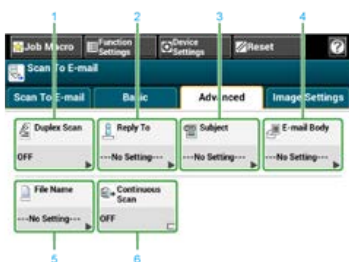 1 2 3 4
Job Macro Function Settings Device Settings Reset
Scan To E-mail
Scan To E-mail Basic Advanced Image Settings
Duplex Scan Reply To Subject E-mail Body
OFF ---No Setting--- ---No Setting--- ---No Setting---
File Name Continuous Scan
---No Setting--- OFF
5 6